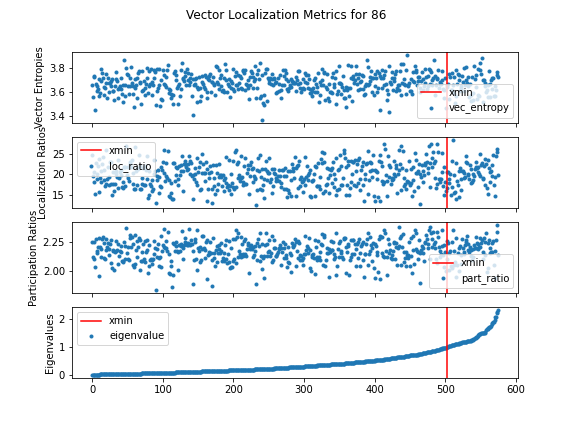 Vector Localization Metrics for 86
Vector Entropies
3.8
3.6
3.4
xmin
vec_entropy
Localization Ratios
25
20
15
xmin
loc_ratio
Participation Ratios
2.25
2.00
xmin
part_ratio
Eigenvalues
2
1
0
xmin
eigenvalue
0 100 200 300 400 500 600